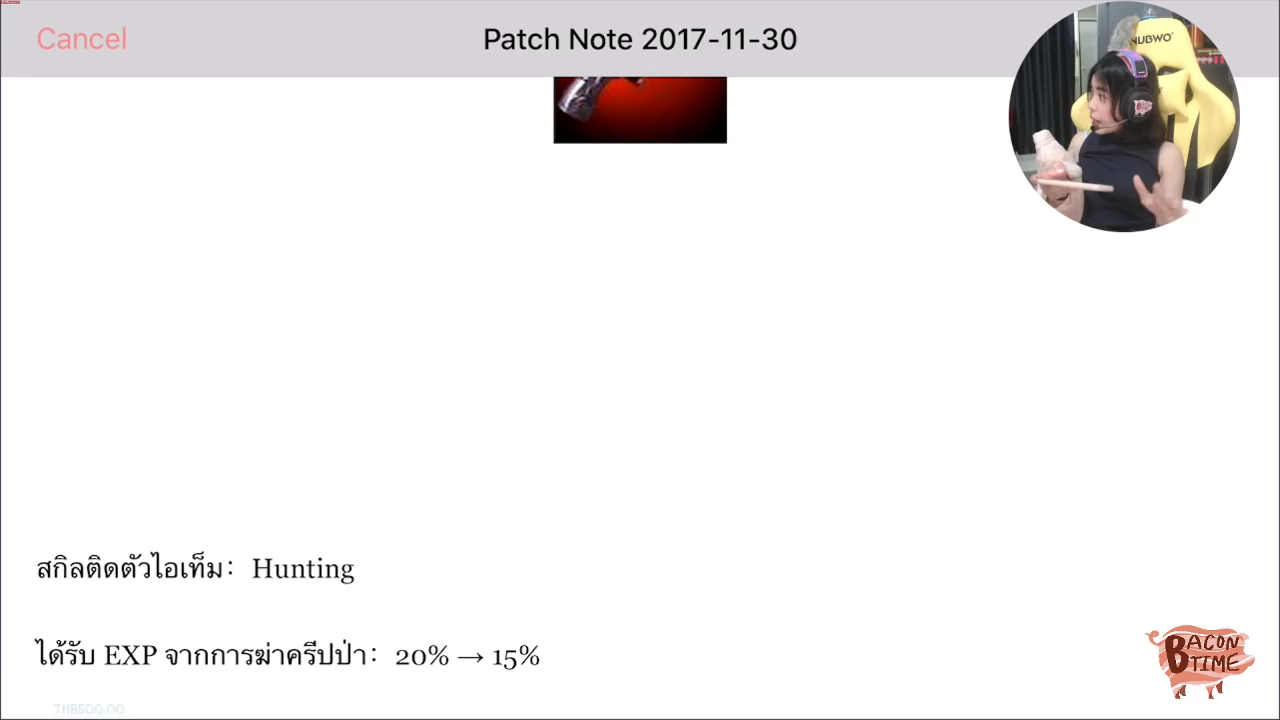 Cancel
Patch Note 2017-11-30
NUBWO
สกิลติดตัวไอเท็ม: Hunting
ได้รับ EXP จากการฆ่าครีปป่า: 20% → 15%
BACON
TIME
THB500.00